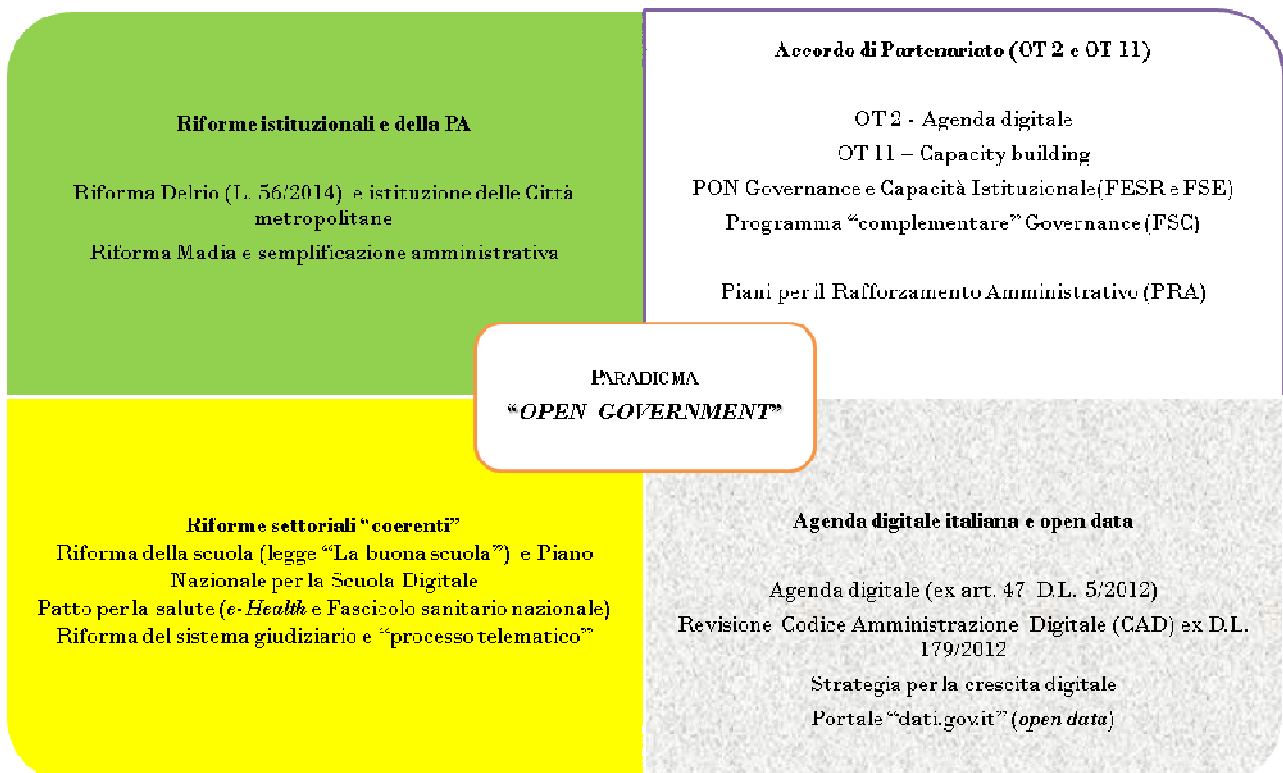 Riforme istituzionali e della PA
Riforma Delrio (L. 56/2014) e istituzione delle Città
metropolitane
Riforma Madia e semplificazione amministrativa
Accordo di Partenariato (OT 2 e OT 11)
OT 2 - Agenda digitale
OT 11 – Capacity building
PON Governance e Capacità Istituzionale(FESR e FSE)
Programma “complementare” Governance (FSC)
Piani per il Rafforzamento Amministrativo (PRA)
PARADIGMA
“OPEN GOVERNMENT”
Riforme settoriali “coerenti”
Riforma della scuola (legge “La buona scuola”) e Piano
Nazionale per la Scuola Digitale
Patto per la salute (e-Health e Fascicolo sanitario nazionale)
Riforma del sistema giudiziario e “processo telematico”
Agenda digitale italiana e open data
Agenda digitale (ex art. 47 D.L. 5/2012)
Revisione Codice Amministrazione Digitale (CAD) ex D.L.
179/2012
Strategia per la crescita digitale
Portale “dati.gov.it” (open data)